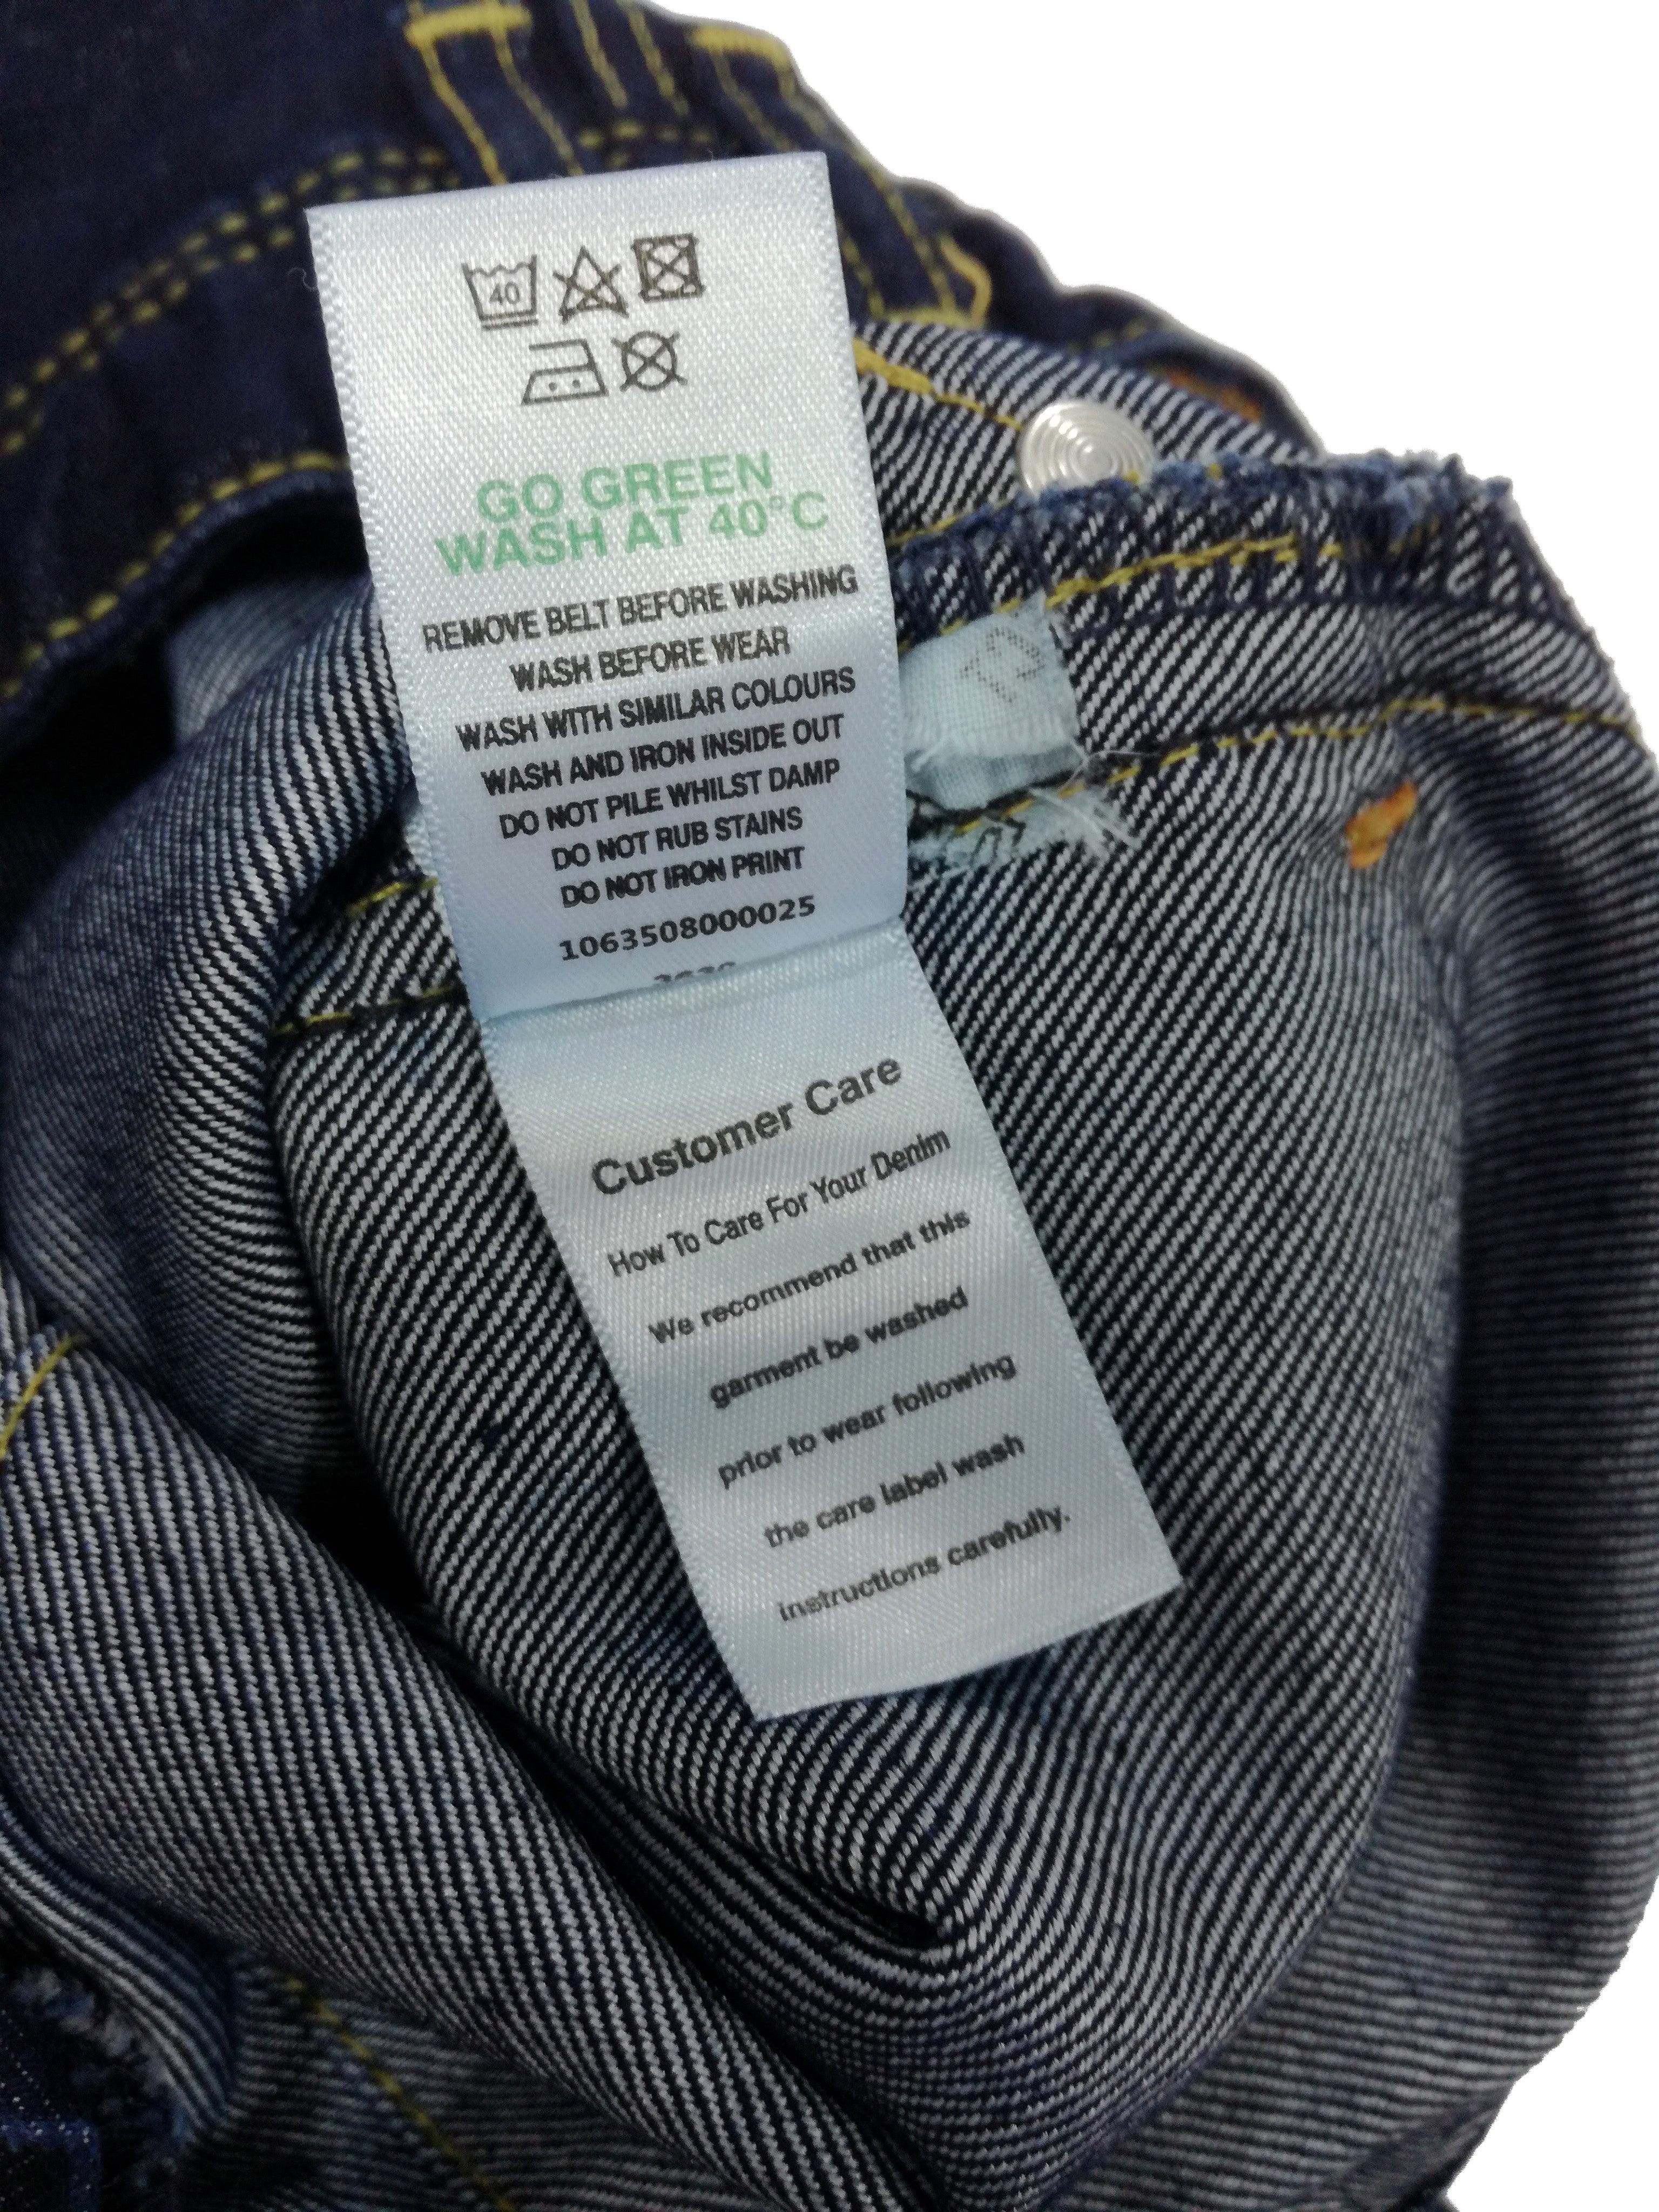 40
GO GREEN
WASH AT 40°C
REMOVE BELT BEFORE WASHING
WASH BEFORE WEAR
WASH WITH SIMILAR COLOURS
WASH AND IRON INSIDE OUT
DO NOT PILE WHILST DAMP
DO NOT RUB STAINS
DO NOT IRON PRINT
1063508000025
Customer Care
How To Care For Your Denim
We recommend that this
garment be washed
prior to wear following
the care label wash
instructions carefully.